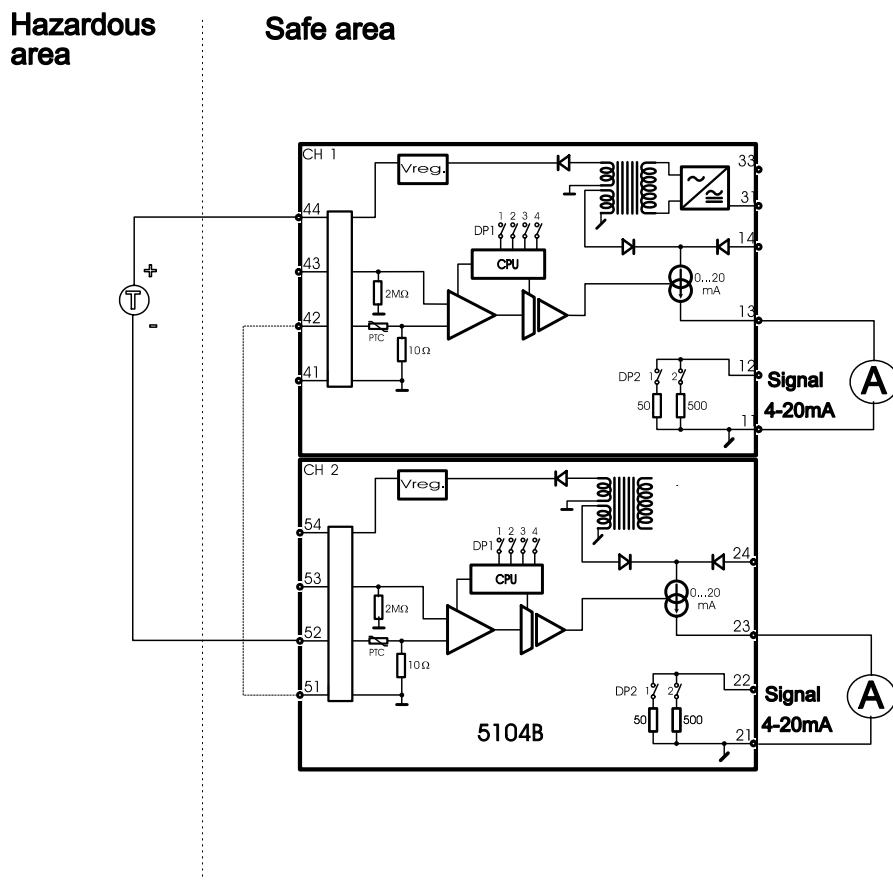 Hazardous
area
Safe area
CH 1
Vreg.
33
31
44
14
1 2 3 4
DP1
CPU
43
0...20
mA
2MΩ
T
+
-
42
13
PTC
10Ω
41
12
DP2 1 2
50 500
Signal
4-20mA
A
11
CH 2
Vreg.
54
24
1 2 3 4
DP1
CPU
53
0...20
mA
2MΩ
52
23
PTC
10Ω
51
22
DP2 1 2
50 500
Signal
4-20mA
A
21
5104B